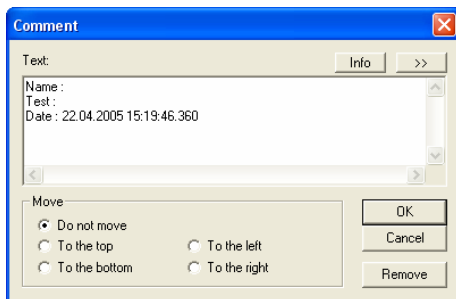 Comment
Text:
Info
>>
Name :
Test :
Date : 22.04.2005 15:19:46.360
Move
Do not move
To the top
To the left
To the bottom
To the right
OK
Cancel
Remove